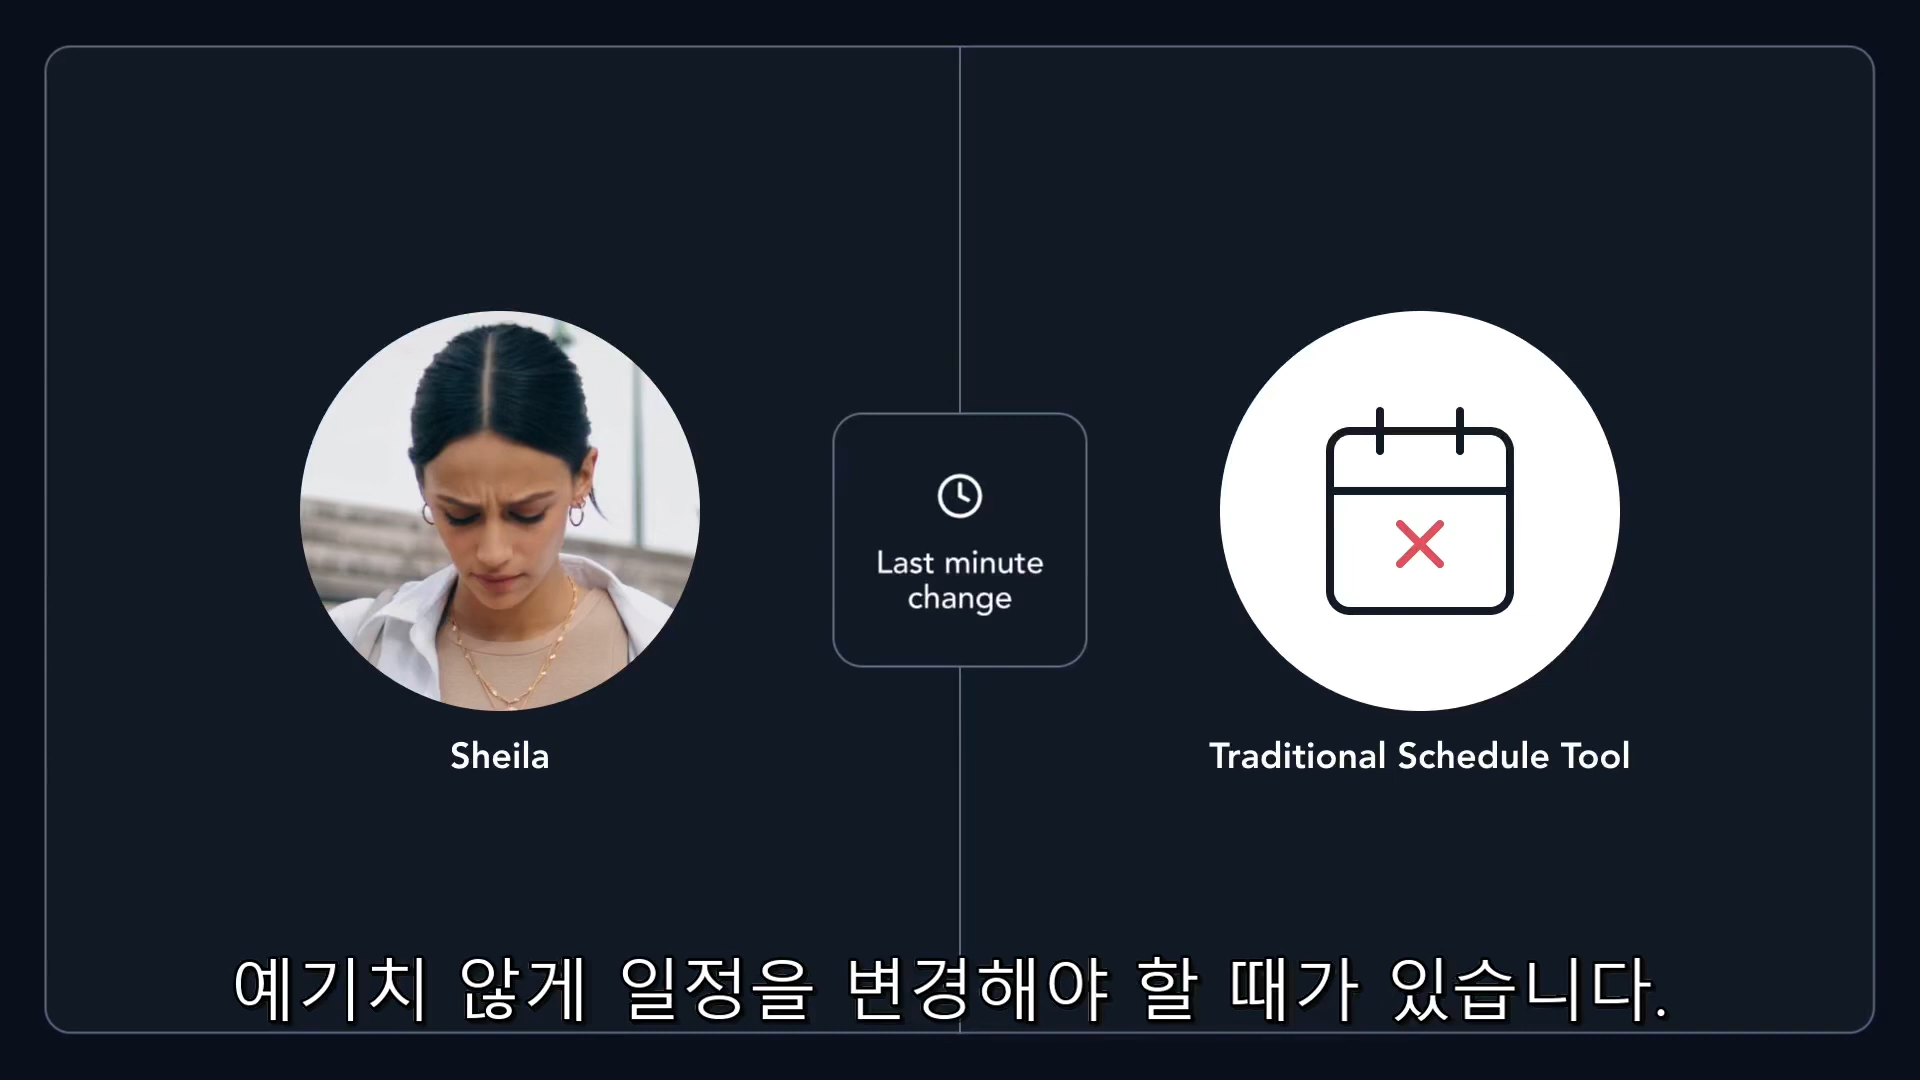 Last minute
change
Sheila
Traditional Schedule Tool
예기치 않게 일정을 변경해야 할 때가 있습니다.